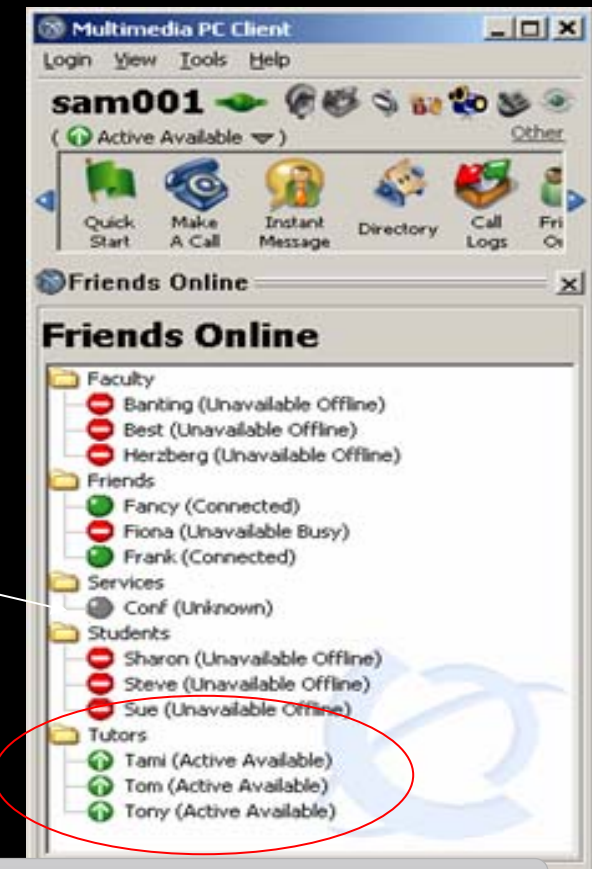 Multimedia PC Client
Login View Tools Help
sam001
( Active Available )
Other
Quick Start
Make A Call
Instant Message
Directory
Call Logs
Fri
Friends Online
Friends Online
Faculty
Banting (Unavailable Offline)
Best (Unavailable Offline)
Herzberg (Unavailable Offline)
Friends
Fancy (Connected)
Fiona (Unavailable Busy)
Frank (Connected)
Services
Conf (Unknown)
Students
Sharon (Unavailable Offline)
Steve (Unavailable Offline)
Sue (Unavailable Offline)
Tutors
Tami (Active Available)
Tom (Active Available)
Tony (Active Available)